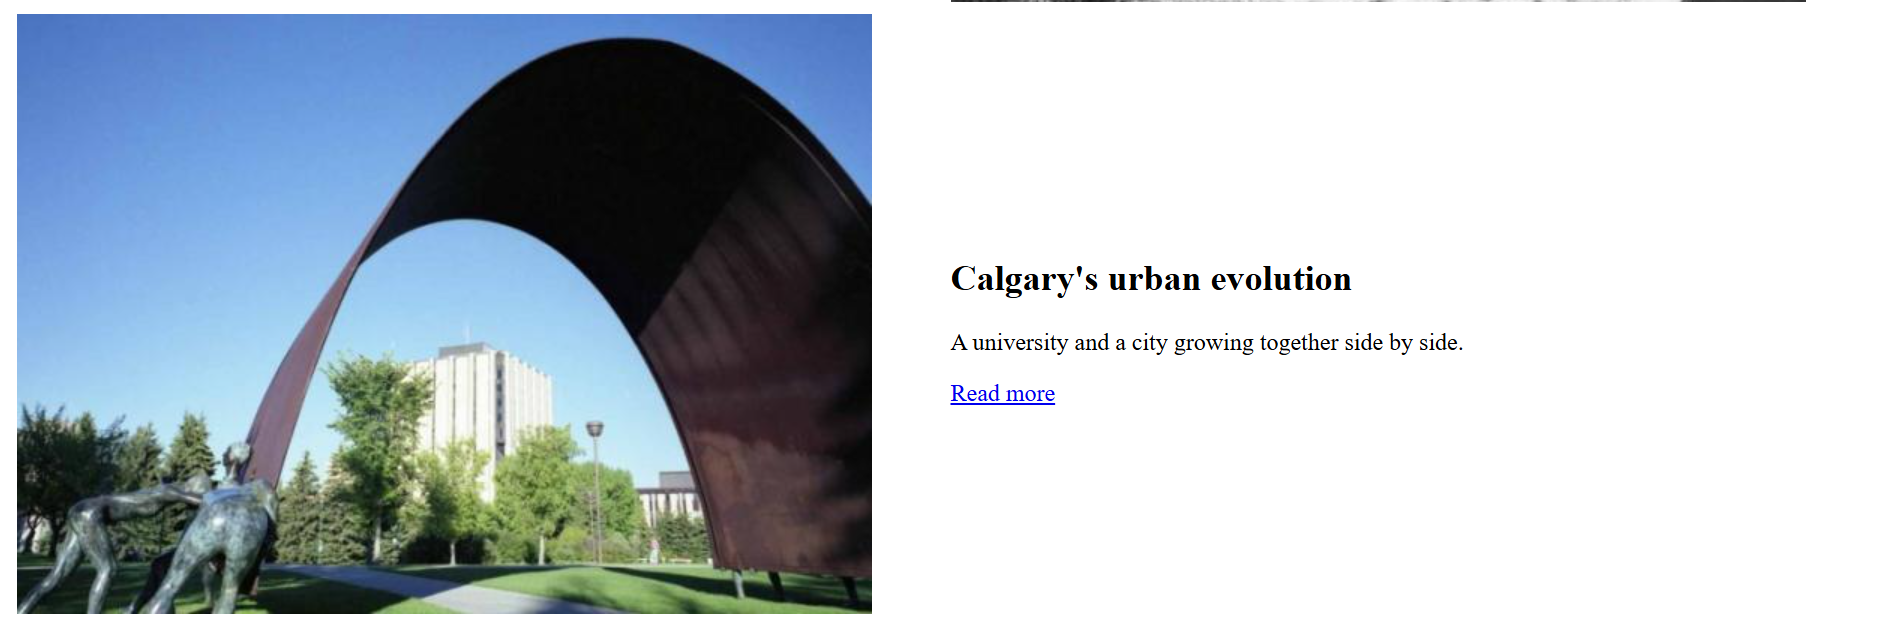 Calgary's urban evolution
A university and a city growing together side by side.
Read more